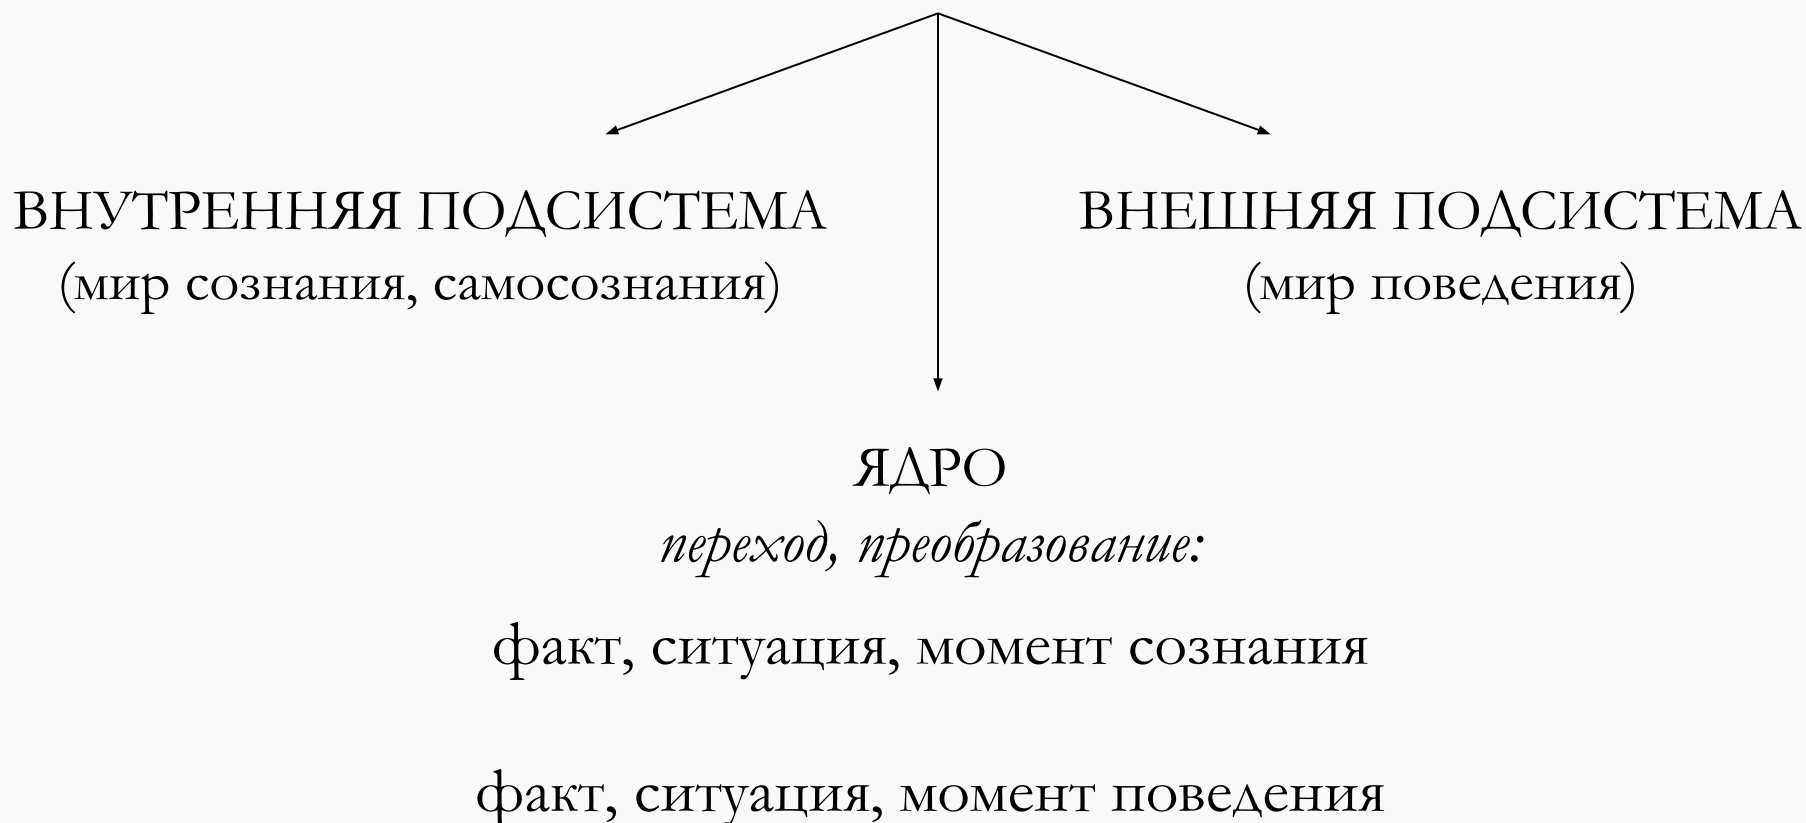 ВНУТРЕННЯЯ ПОДСИСТЕМА
(мир сознания, самосознания)
ВНЕШНЯЯ ПОДСИСТЕМА
(мир поведения)
ЯДРО
переход, преобразование:
факт, ситуация, момент сознания
факт, ситуация, момент поведения